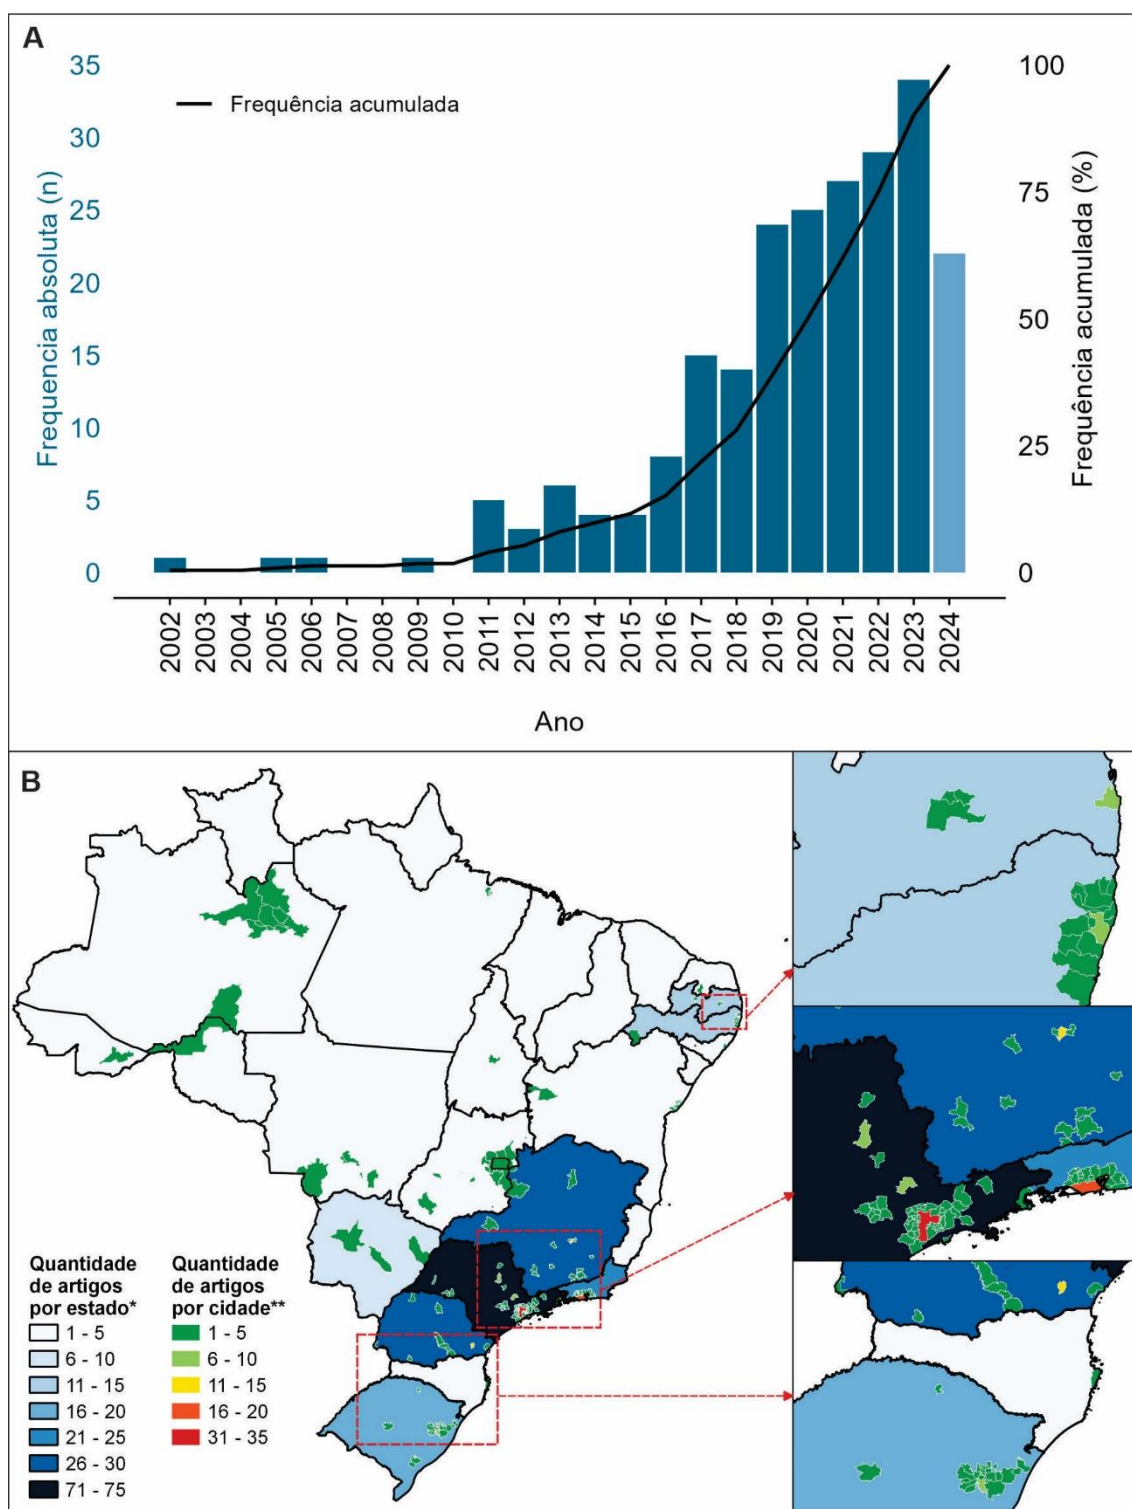 A
35
30
25
20
15
10
5
0
Frequencia absoluta (n)
Frequência acumulada
100
75
50
25
0
Frequência acumulada (%)
2002
2003
2004
2005
2006
2007
2008
2009
2010
2011
2012
2013
2014
2015
2016
2017
2018
2019
2020
2021
2022
2023
2024
Ano
B
Quantidade
de artigos
por estado*
1 - 5
6 - 10
11 - 15
16 - 20
21 - 25
26 - 30
71 - 75
Quantidade
de artigos
por cidade**
1 - 5
6 - 10
11 - 15
16 - 20
31 - 35